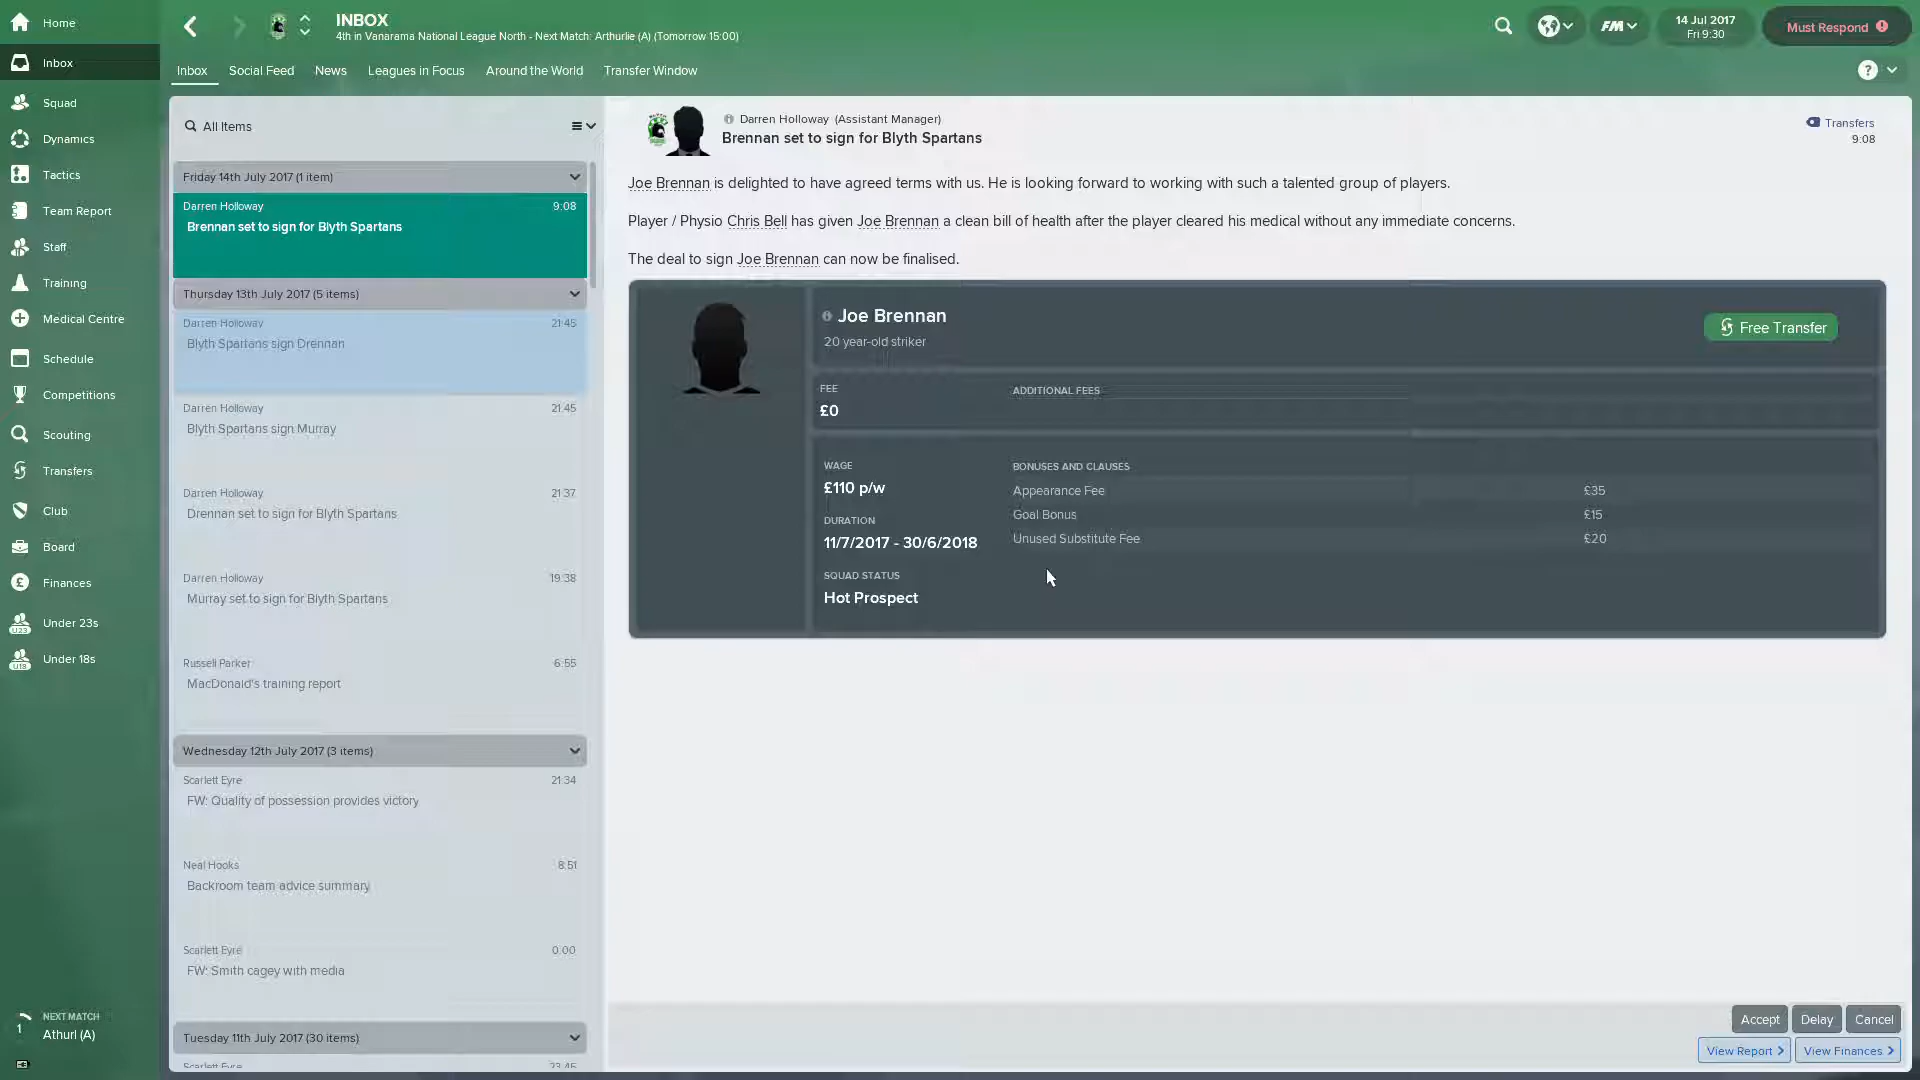 Home
Inbox
Squad
Dynamics
Tactics
Team Report
Staff
Training
Medical Centre
Schedule
Competitions
Scouting
Transfers
Club
Board
Finances
Under 23s
Under 18s
NEXT MATCH
1
Athurl (A)
INBOX
4th in Vanarama National League North - Next Match: Arthurlie (A) (Tomorrow 15:00)
FM
14 Jul 2017
Fri 9:30
Must Respond
Inbox Social Feed News Leagues in Focus Around the World Transfer Window
All Items
Friday 14th July 2017 (1 item)
Darren Holloway 9:08
Brennan set to sign for Blyth Spartans
Thursday 13th July 2017 (5 items)
Darren Holloway 21:45
Blyth Spartans sign Drennan
Darren Holloway 21:45
Blyth Spartans sign Murray
Darren Holloway 21:37
Drennan set to sign for Blyth Spartans
Darren Holloway 19:38
Murray set to sign for Blyth Spartans
Russell Parker 6:55
MacDonald's training report
Wednesday 12th July 2017 (3 items)
Scarlett Eyre 21:34
FW: Quality of possession provides victory
Neal Hooks 8:51
Backroom team advice summary
Scarlett Eyre 0:00
FW: Smith cagey with media
Tuesday 11th July 2017 (30 items)
Scarlett Eyre 23:45
Darren Holloway (Assistant Manager)
Brennan set to sign for Blyth Spartans
Transfers
9:08
Joe Brennan is delighted to have agreed terms with us. He is looking forward to working with such a talented group of players.
Player / Physio Chris Bell has given Joe Brennan a clean bill of health after the player cleared his medical without any immediate concerns.
The deal to sign Joe Brennan can now be finalised.
Joe Brennan
20 year-old striker
Free Transfer
FEE
£0
ADDITIONAL FEES
WAGE
£110 p/w
DURATION
11/7/2017 - 30/6/2018
SQUAD STATUS
Hot Prospect
BONUSES AND CLAUSES
Appearance Fee £35
Goal Bonus £15
Unused Substitute Fee £20
Accept Delay Cancel
View Report View Finances